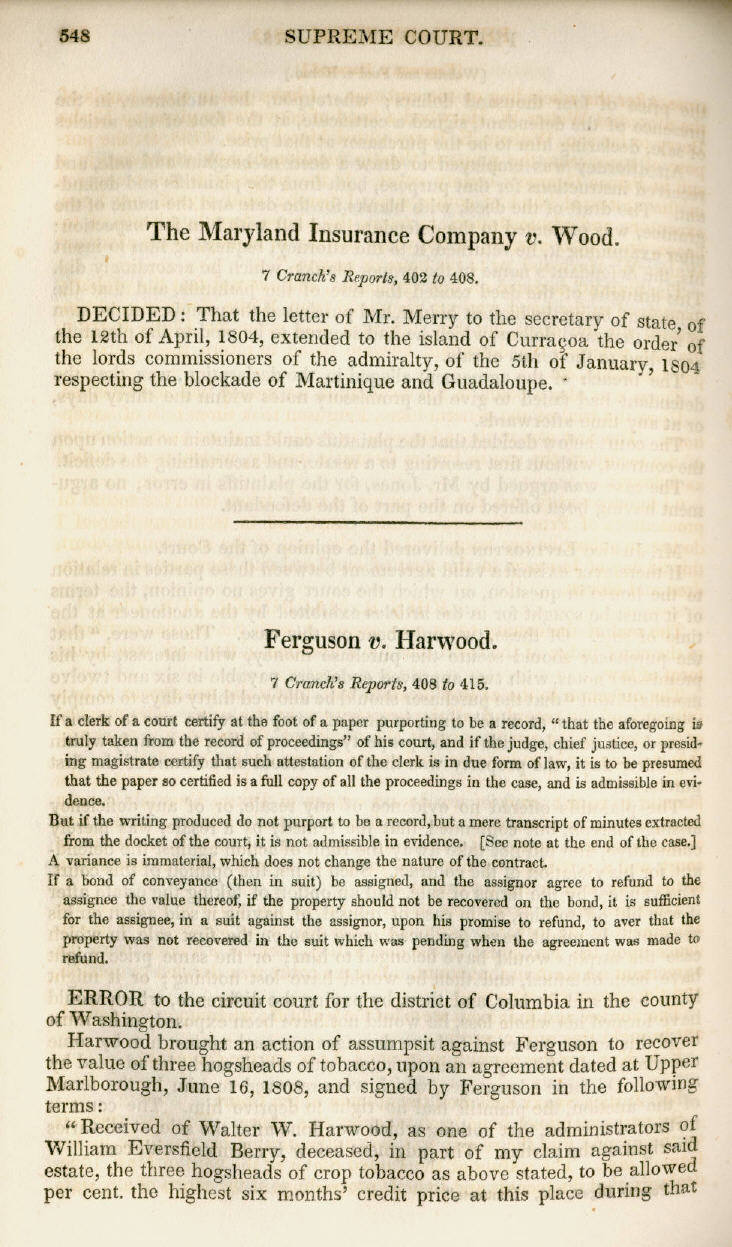 548
SUPREME COURT.
The Maryland Insurance Company v. Wood.
7 Cranch's Reports, 402 to 408.
DECIDED: That the letter of Mr. Merry to the secretary of state, of
the 12th of April, 1804, extended to the island of Curraçoa the order of
the lords commissioners of the admiralty, of the 5th of January, 1804,
respecting the blockade of Martinique and Guadaloupe.
Ferguson v. Harwood.
7 Cranch's Reports, 408 to 415.
If a clerk of a court certify at the foot of a paper purporting to be a record, "that the aforegoing is
truly taken from the record of proceedings" of his court, and if the judge, chief justice, or presid-
ing magistrate certify that such attestation of the clerk is in due form of law, it is to be presumed
that the paper so certified is a full copy of all the proceedings in the case, and is admissible in evi-
dence.
But if the writing produced do not purport to be a record, but a mere transcript of minutes extracted
from the docket of the court, it is not admissible in evidence. [See note at the end of the case.]
A variance is immaterial, which does not change the nature of the contract.
If a bond of conveyance (then in suit) be assigned, and the assignor agree to refund to the
assignee the value thereof, if the property should not be recovered on the bond, it is sufficient
for the assignee, in a suit against the assignor, upon his promise to refund, to aver that the
property was not recovered in the suit which was pending when the agreement was made to
refund.
ERROR to the circuit court for the district of Columbia in the county
of Washington.
Harwood brought an action of assumpsit against Ferguson to recover
the value of three hogsheads of tobacco, upon an agreement dated at Upper
Marlborough, June 16, 1808, and signed by Ferguson in the following
terms:
"Received of Walter W. Harwood, as one of the administrators of
William Eversfield Berry, deceased, in part of my claim against said
estate, the three hogsheads of crop tobacco as above stated, to be allowed
per cent. the highest six months' credit price at this place during that